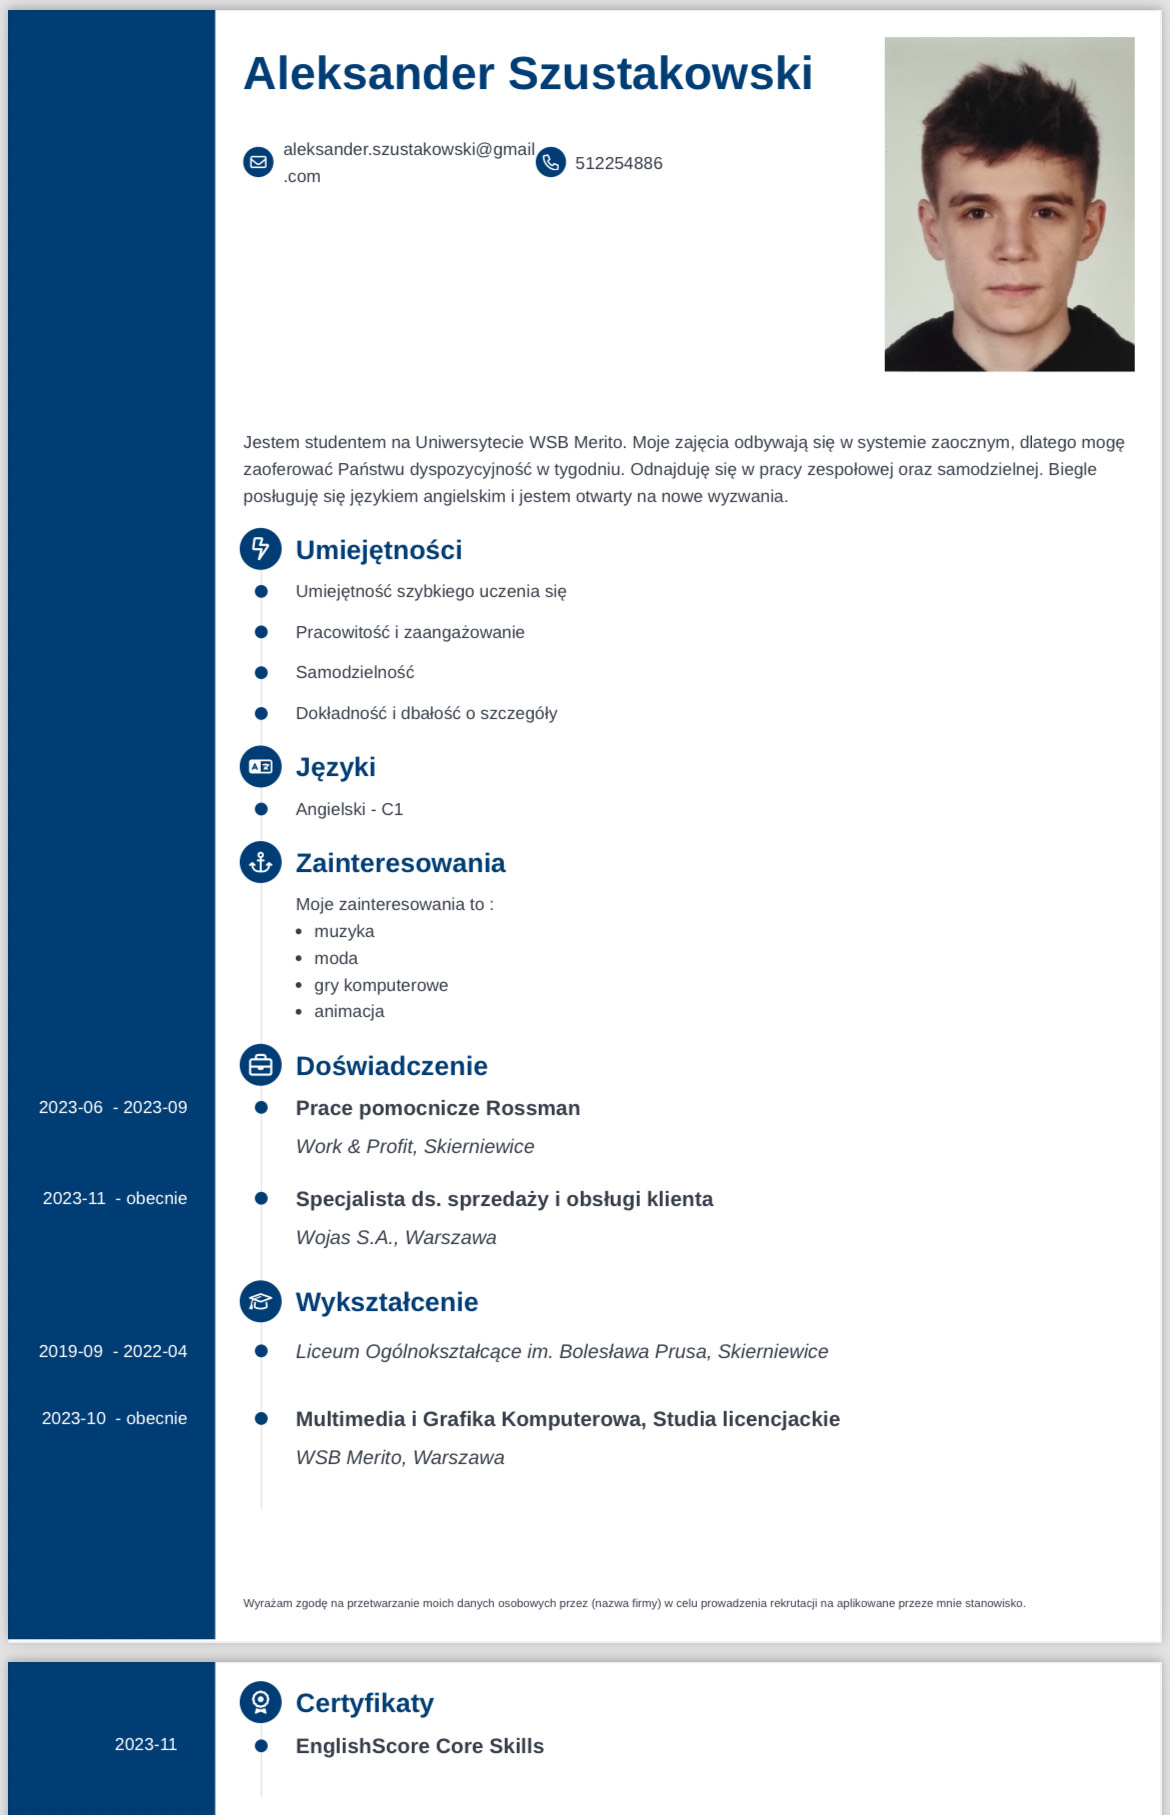 Aleksander Szustakowski
aleksander.szustakowski@gmail
.com
512254886
Jestem studentem na Uniwersytecie WSB Merito. Moje zajęcia odbywają się w systemie zaocznym, dlatego mogę
zaoferować Państwu dyspozycyjność w tygodniu. Odnajduję się w pracy zespołowej oraz samodzielnej. Biegle
posługuję się językiem angielskim i jestem otwarty na nowe wyzwania.
Umiejętności
Umiejętność szybkiego uczenia się
Pracowitość i zaangażowanie
Samodzielność
Dokładność i dbałość o szczegóły
Języki
Angielski - C1
Zainteresowania
Moje zainteresowania to :
• muzyka
• moda
• gry komputerowe
• animacja
Doświadczenie
2023-06 - 2023-09
Prace pomocnicze Rossman
Work & Profit, Skierniewice
2023-11 - obecnie
Specjalista ds. sprzedaży i obsługi klienta
Wojas S.A., Warszawa
Wykształcenie
2019-09 - 2022-04
Liceum Ogólnokształcące im. Bolesława Prusa, Skierniewice
2023-10 - obecnie
Multimedia i Grafika Komputerowa, Studia licencjackie
WSB Merito, Warszawa
Wyrażam zgodę na przetwarzanie moich danych osobowych przez (nazwa firmy) w celu prowadzenia rekrutacji na aplikowane przeze mnie stanowisko.
Certyfikaty
2023-11
EnglishScore Core Skills